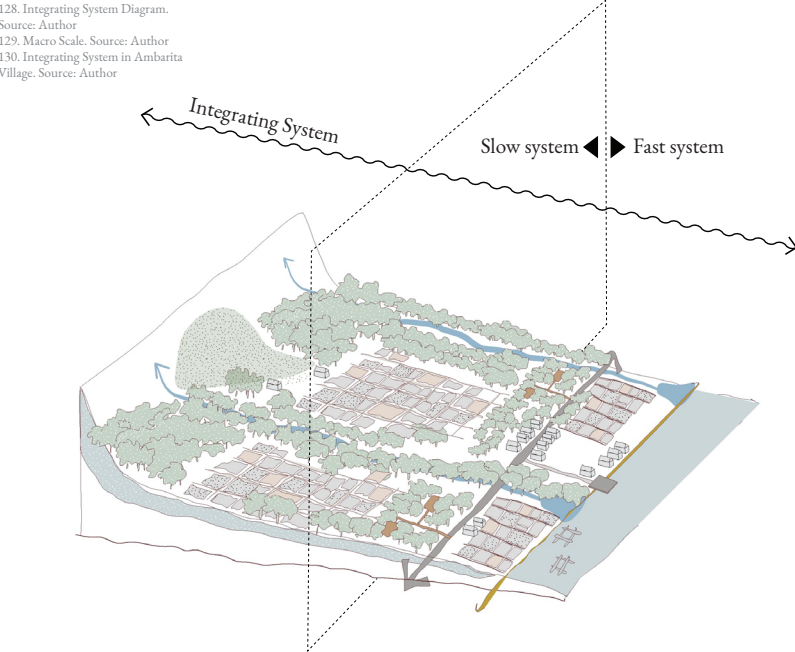 128. Integrating System Diagram.
Source: Author
129. Macro Scale. Source: Author
130. Integrating System in Ambarita
Village. Source: Author
Integrating System
Slow system Fast system